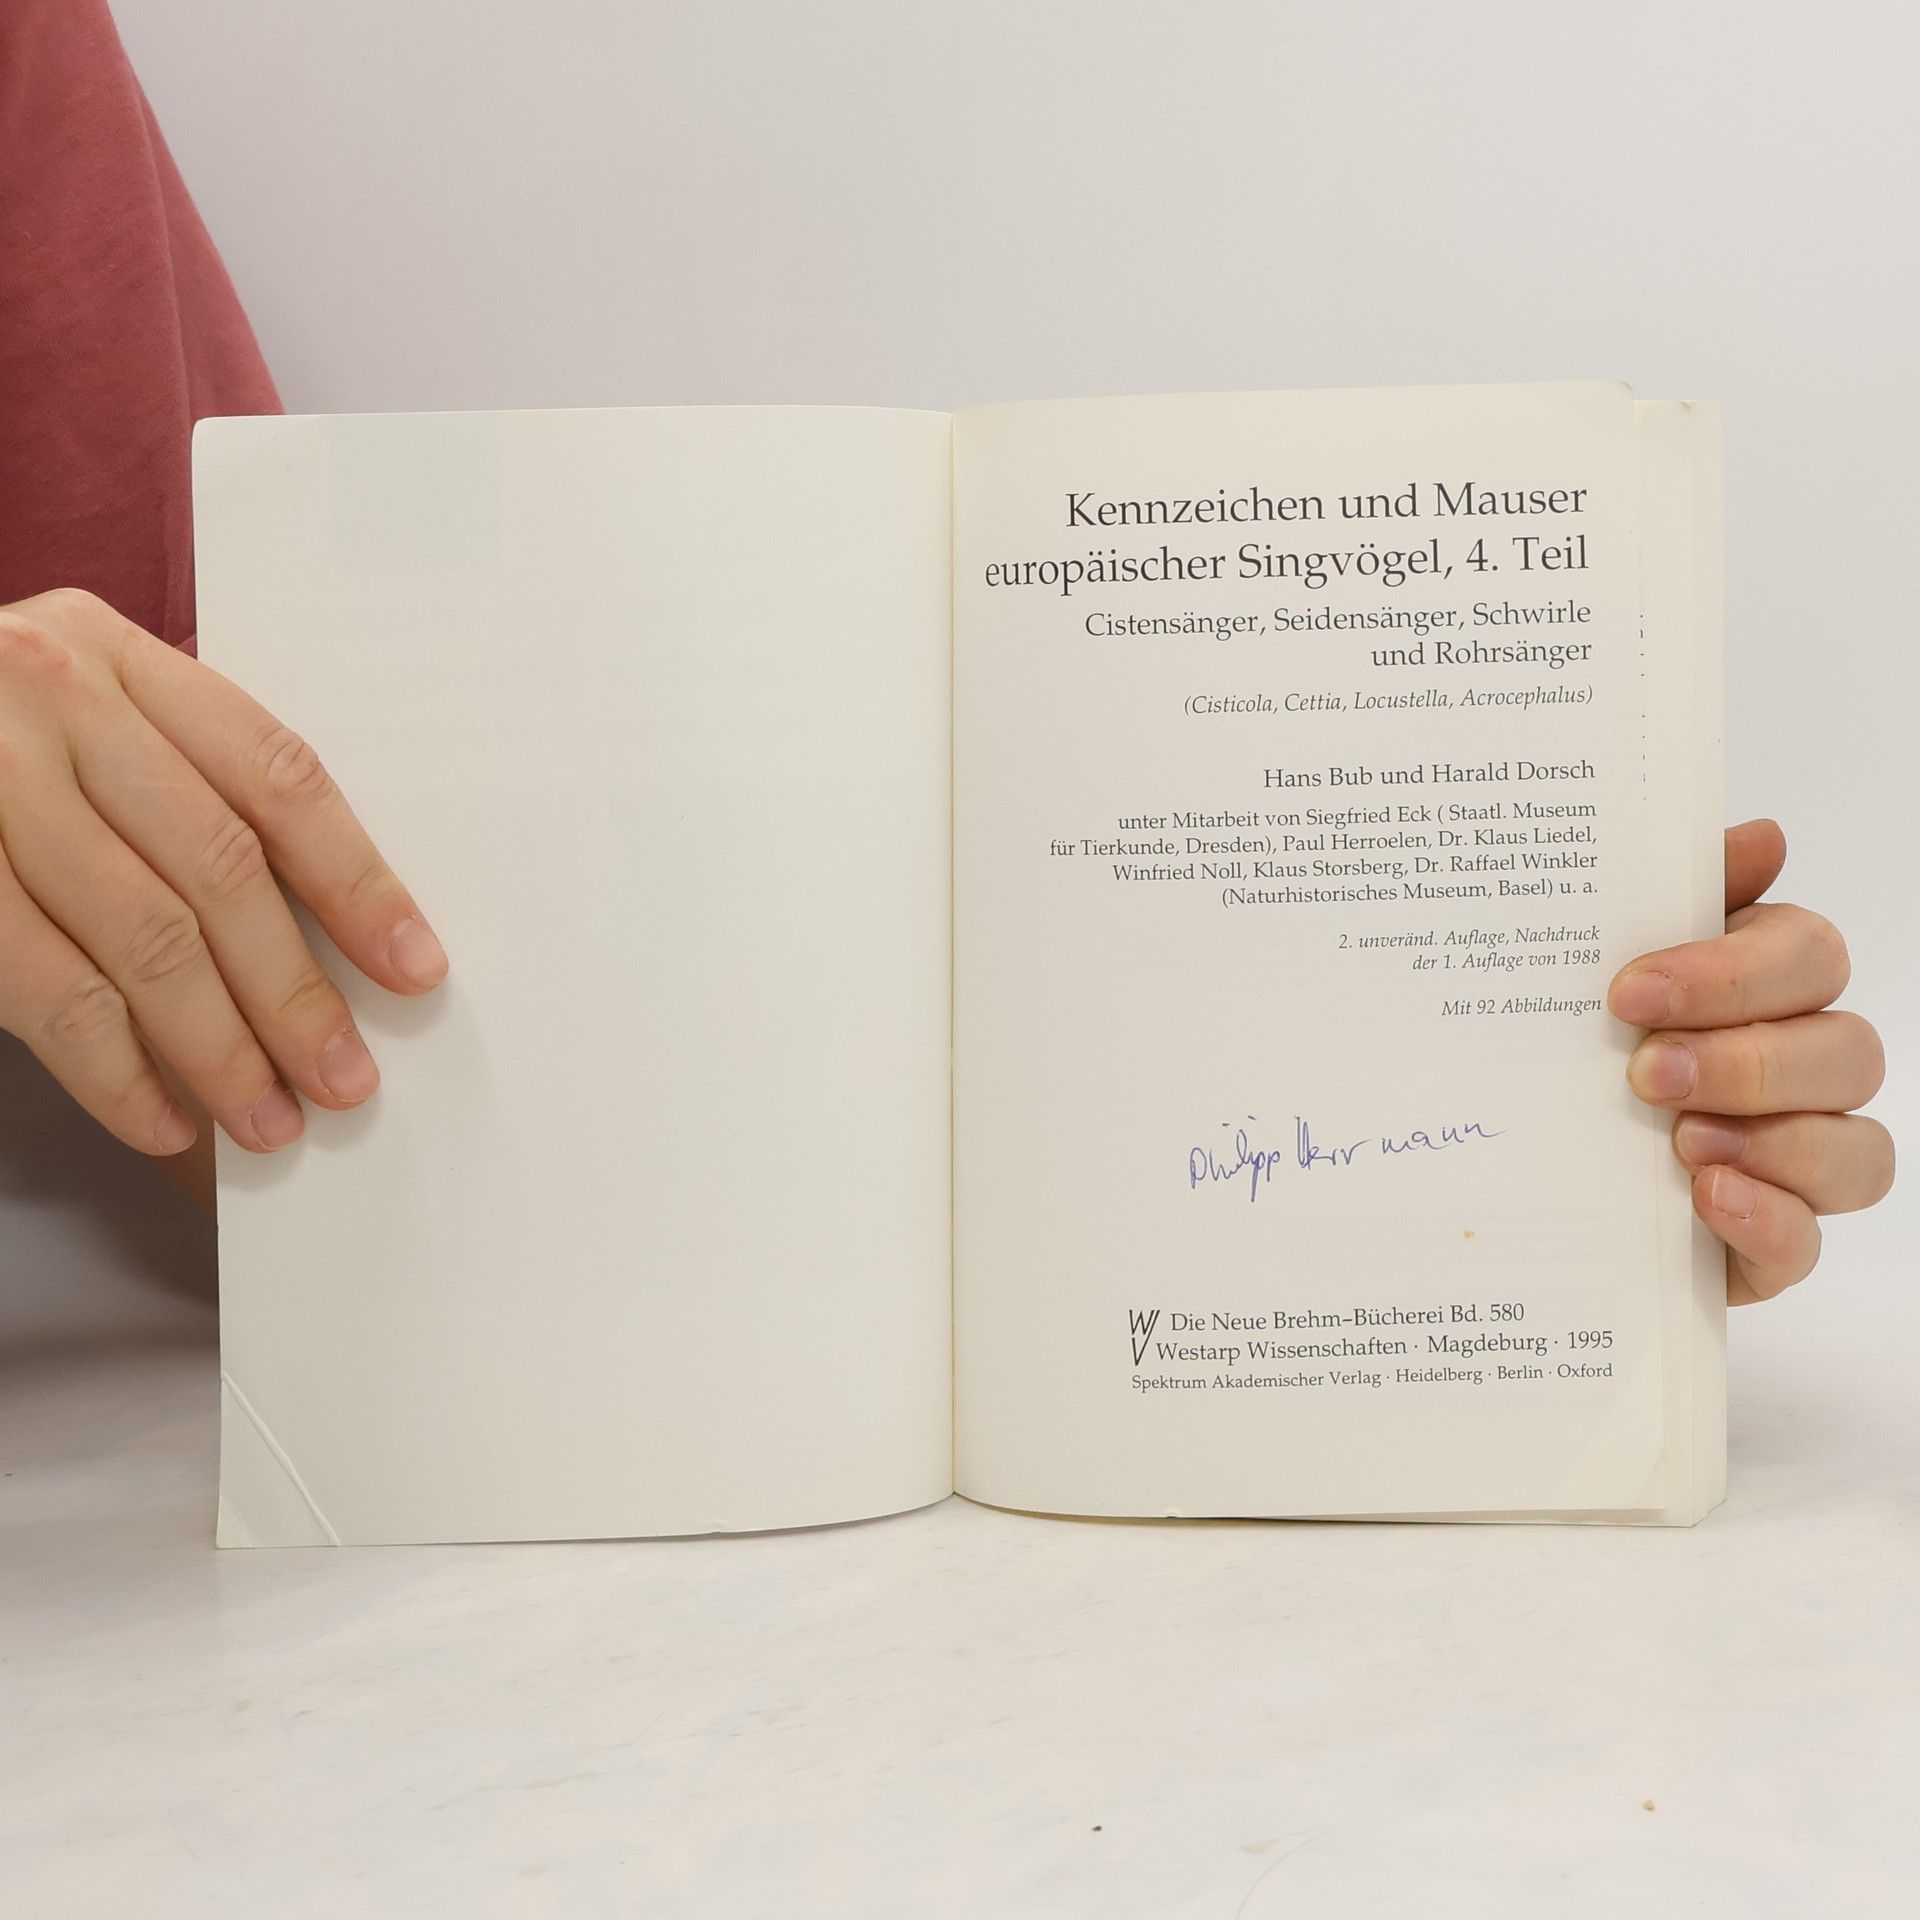 Kennzeichen und Mauser
europäischer Singvögel, 4. Teil
Cistensänger, Seidensänger, Schwirle
und Rohrsänger
(Cisticola, Cettia, Locustella, Acrocephalus)
Hans Bub und Harald Dorsch
unter Mitarbeit von Siegfried Eck ( Staatl. Museum
für Tierkunde, Dresden), Paul Herroelen, Dr. Klaus Liedel,
Winfried Noll, Klaus Storsberg, Dr. Raffael Winkler
(Naturhistorisches Museum, Basel) u. a.
2. unveränd. Auflage, Nachdruck
der 1. Auflage von 1988
Mit 92 Abbildungen
Philipp Herrmann
WV Die Neue Brehm–Bücherei Bd. 580
Westarp Wissenschaften · Magdeburg · 1995
Spektrum Akademischer Verlag · Heidelberg · Berlin · Oxford